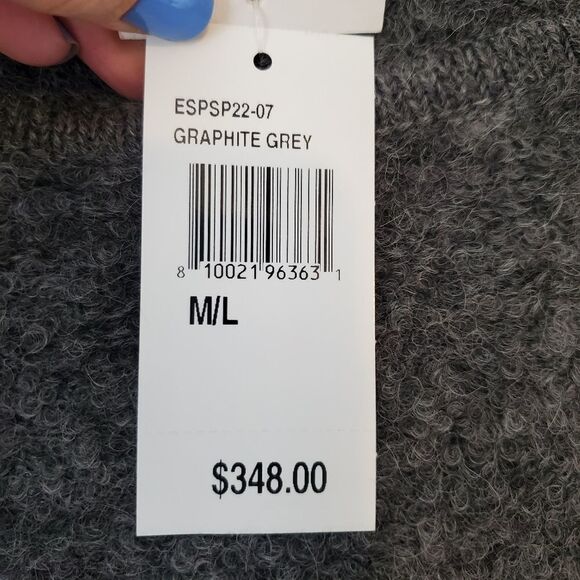 ESPSP22-07
GRAPHITE GREY
8 10021 96363 1
M/L
$348.00